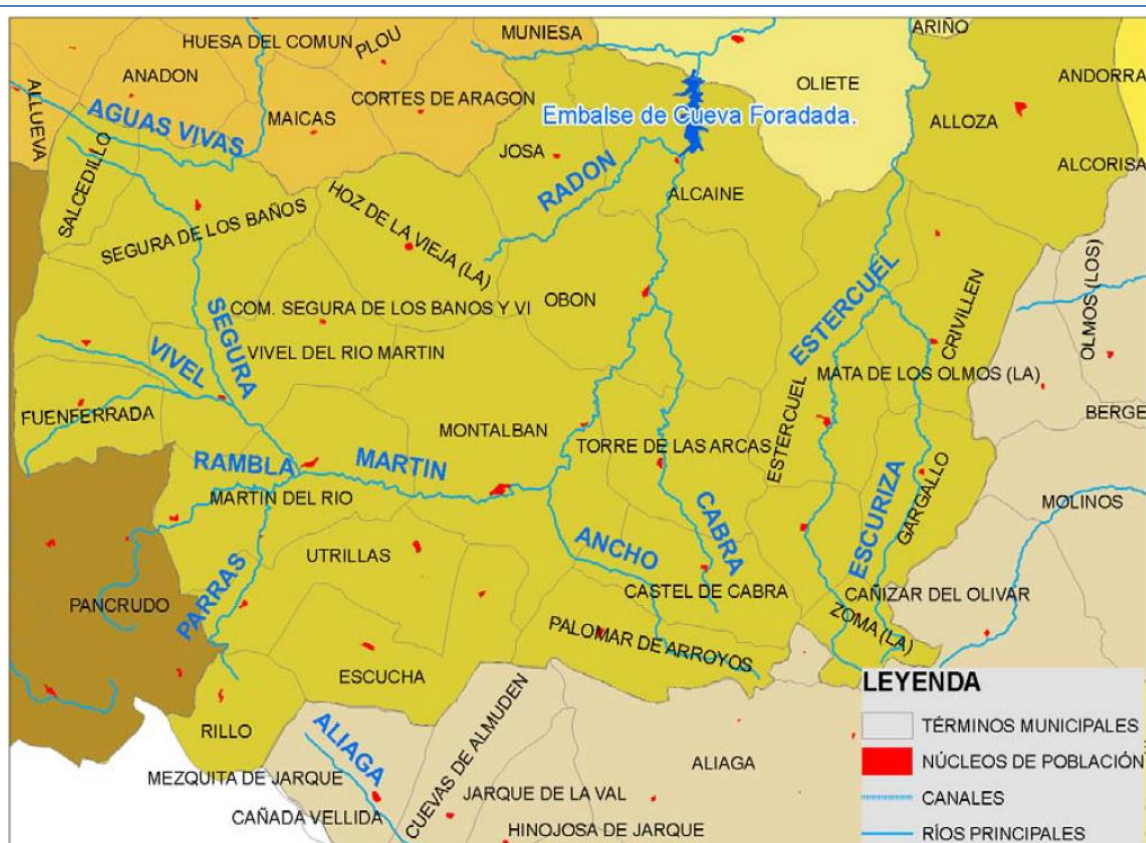 MUNIESA
ARIÑO
HUESA DEL COMUN
PLOU
ANADON
OLIETE
ANDORRA
ALLUEVA
CORTES DE ARAGON
AGUAS VIVAS
MAICAS
Embalse de Cueva Foradada.
ALLOZA
JOSA
ALCORISA
SALCEDILLO
RADON
ALCAINE
HOZ DE LA VIEJA (LA)
SEGURA DE LOS BAÑOS
OLMOS (LOS)
COM. SEGURA DE LOS BANOS Y VI
OBON
ESTERCUEL
CRIVILLEN
SEGURA
VIVEL
VIVEL DEL RIO MARTIN
MATA DE LOS OLMOS (LA)
FUENFERRADA
BERGE
MONTALBAN
ESTERCUEL
TORRE DE LAS ARCAS
RAMBLA
MARTIN
MARTIN DEL RIO
GARGALLO
MOLINOS
CABRA
ESCURIZA
ANCHO
UTRILLAS
PARRAS
PANCRUDO
CASTEL DE CABRA
CAÑIZAR DEL OLIVAR
ZOMA (LA)
PALOMAR DE ARROYOS
ESCUCHA
RILLO
ALIAGA
CUEVAS DE ALMUDEN
ALIAGA
MEZQUITA DE JARQUE
JARQUE DE LA VAL
CAÑADA VELLIDA
HINOJOSA DE JARQUE
LEYENDA
TÉRMINOS MUNICIPALES
NÚCLEOS DE POBLACIÓN
CANALES
RÍOS PRINCIPALES